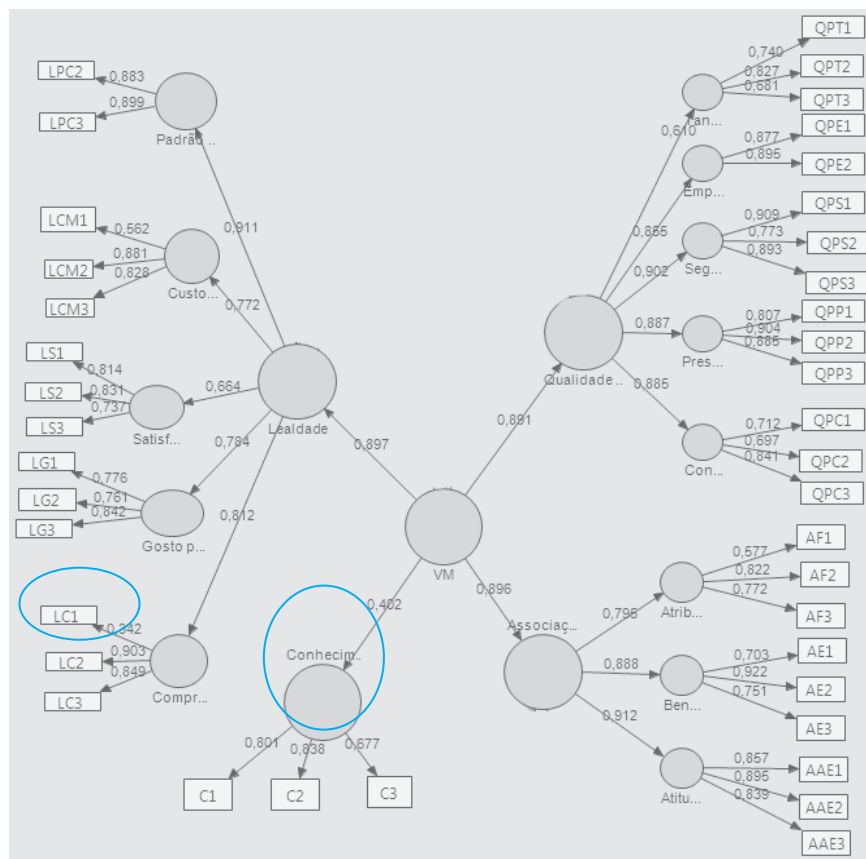 QPT1
0,740
QPT2
0,827
QPT3
0,681
0,610
QPE1
0,877
QPE2
0,895
Emp...
QPS1
0,909
QPS2
0,773
QPS3
0,893
0,902
Seg...
QPP1
0,807
QPP2
0,904
QPP3
0,885
0,887
Pres...
QPC1
0,712
QPC2
0,697
QPC3
0,841
0,885
Con...
Qualidade..
0,891
LPC2
0,883
LPC3
0,899
Padrão ..
0,911
LCM1
0,562
LCM2
0,881
LCM3
0,828
Custo...
0,772
LS1
0,814
LS2
0,831
LS3
0,737
Satisf...
0,664
Lealdade
0,897
LG1
0,776
LG2
0,761
LG3
0,842
Gosto p...
0,784
0,812
LC1
0,342
LC2
0,903
LC3
0,849
Compr...
VM
0,402
Conhecim..
0,801
0,838
0,677
C1
C2
C3
0,896
Associaç..
AF1
0,577
AF2
0,822
AF3
0,772
Atrib...
AE1
0,703
AE2
0,922
AE3
0,751
0,888
Ben...
AAE1
0,857
AAE2
0,895
AAE3
0,839
0,912
Atitu...